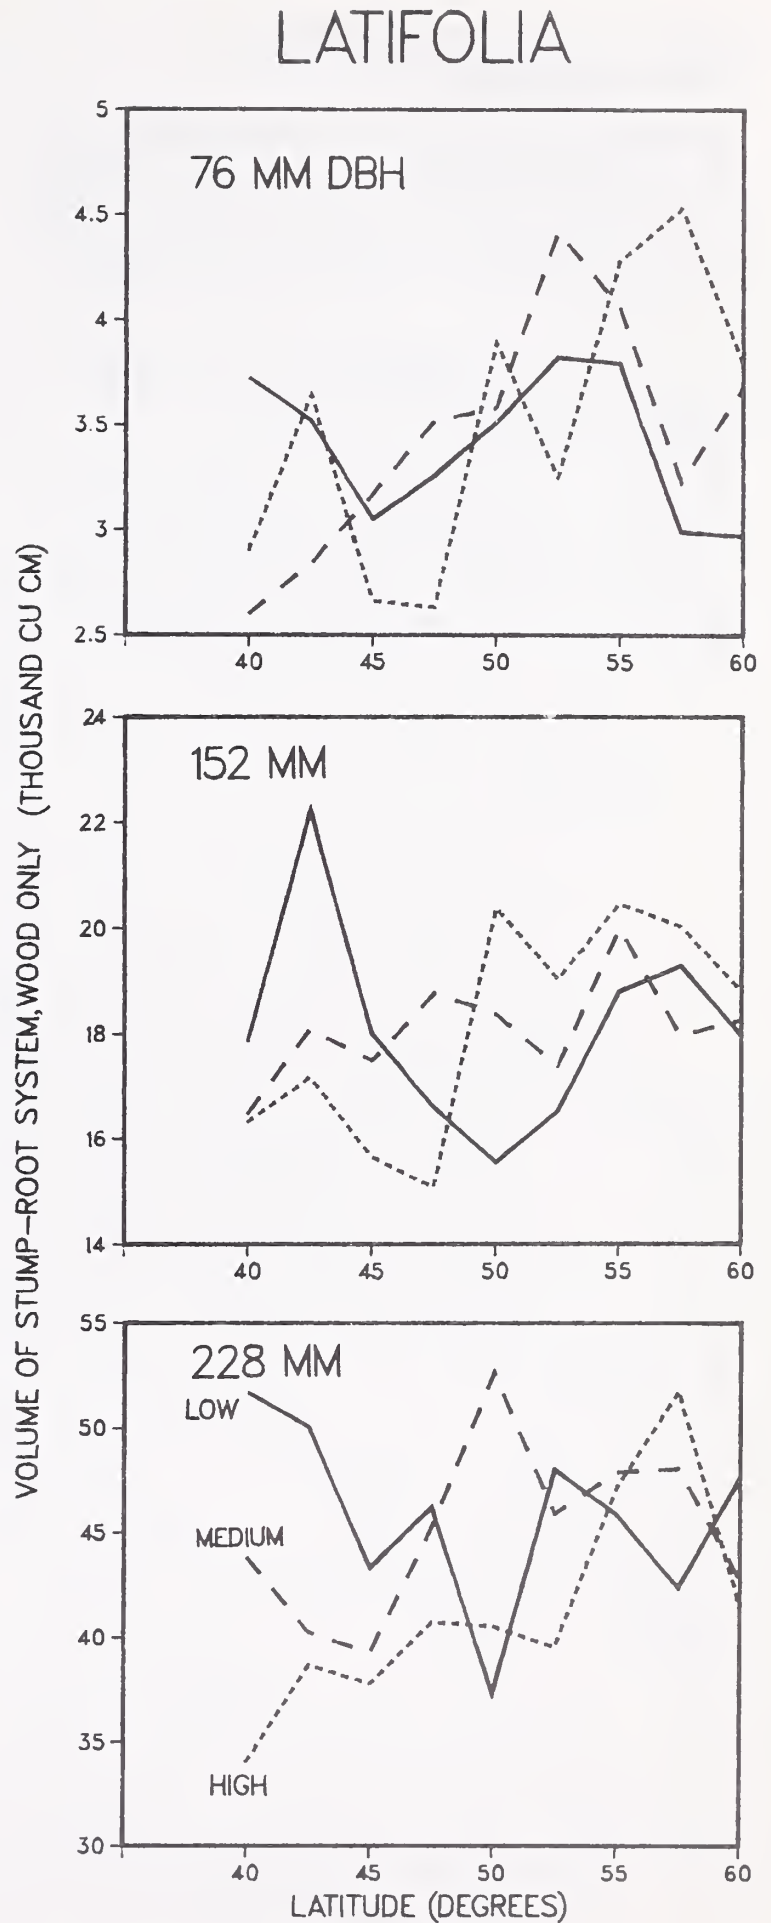 LATIFOLIA
VOLUME OF STUMP-ROOT SYSTEM, WOOD ONLY (THOUSAND CU CM)
76 MM DBH
5
4.5
4
3.5
3
2.5
40 45 50 55 60
152 MM
24
22
20
18
16
14
40 45 50 55 60
228 MM
LOW
MEDIUM
HIGH
55
50
45
40
35
30
40 45 50 55 60
LATITUDE (DEGREES)